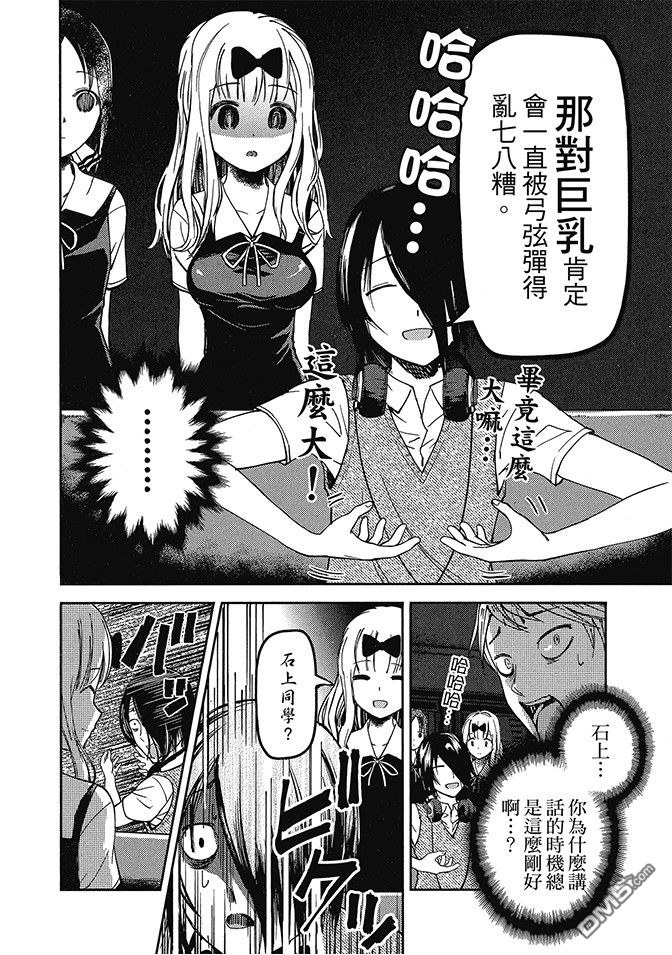 那對巨乳肯定
會一直被弓弦彈得
亂七八糟。
哈哈哈…
畢竟這麼
大嘛…
這麼大！
………
石上…
你為什麼講
話的時機總
是這麼剛好
啊…？
哈哈哈…
石上同學？
ビクッ
DM5.com